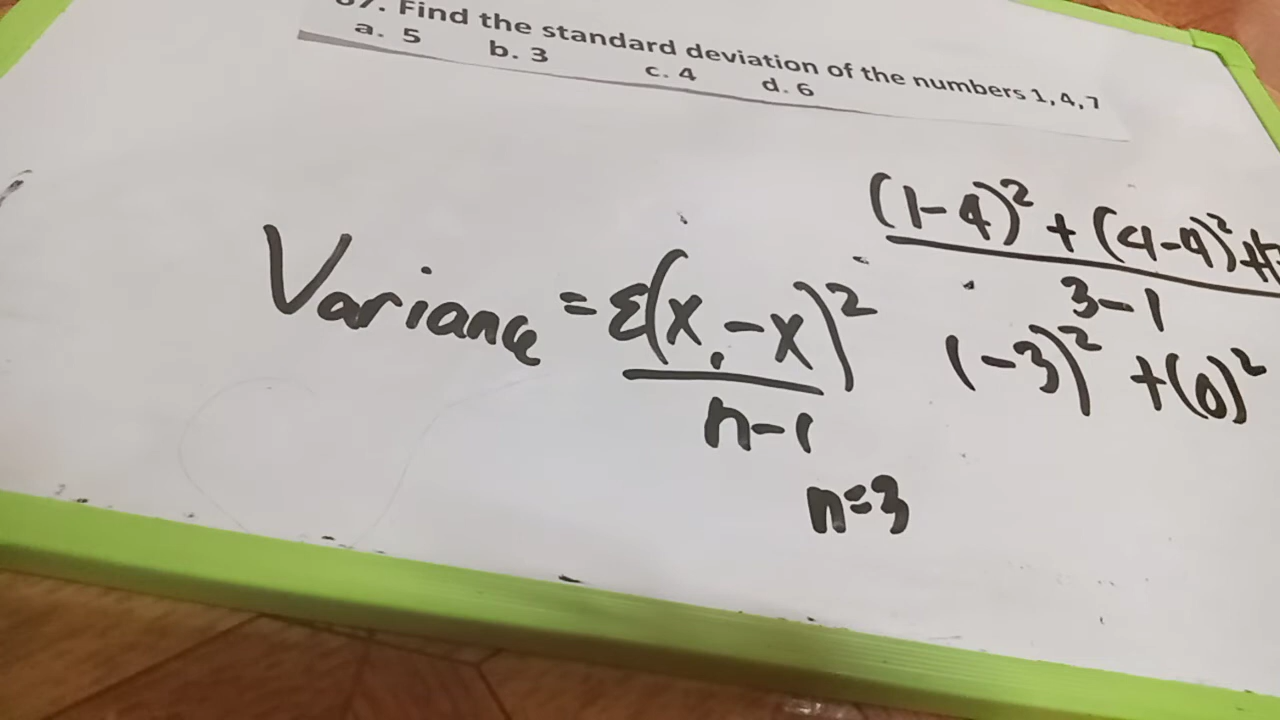 7. Find the standard deviation of the numbers 1, 4, 7
a. 5 b. 3 c. 4 d. 6
(1-4)² + (4-4)² +
3-1
Variance = Σ(x,-x)²
n-1
(-3)² + (0)²
n=3